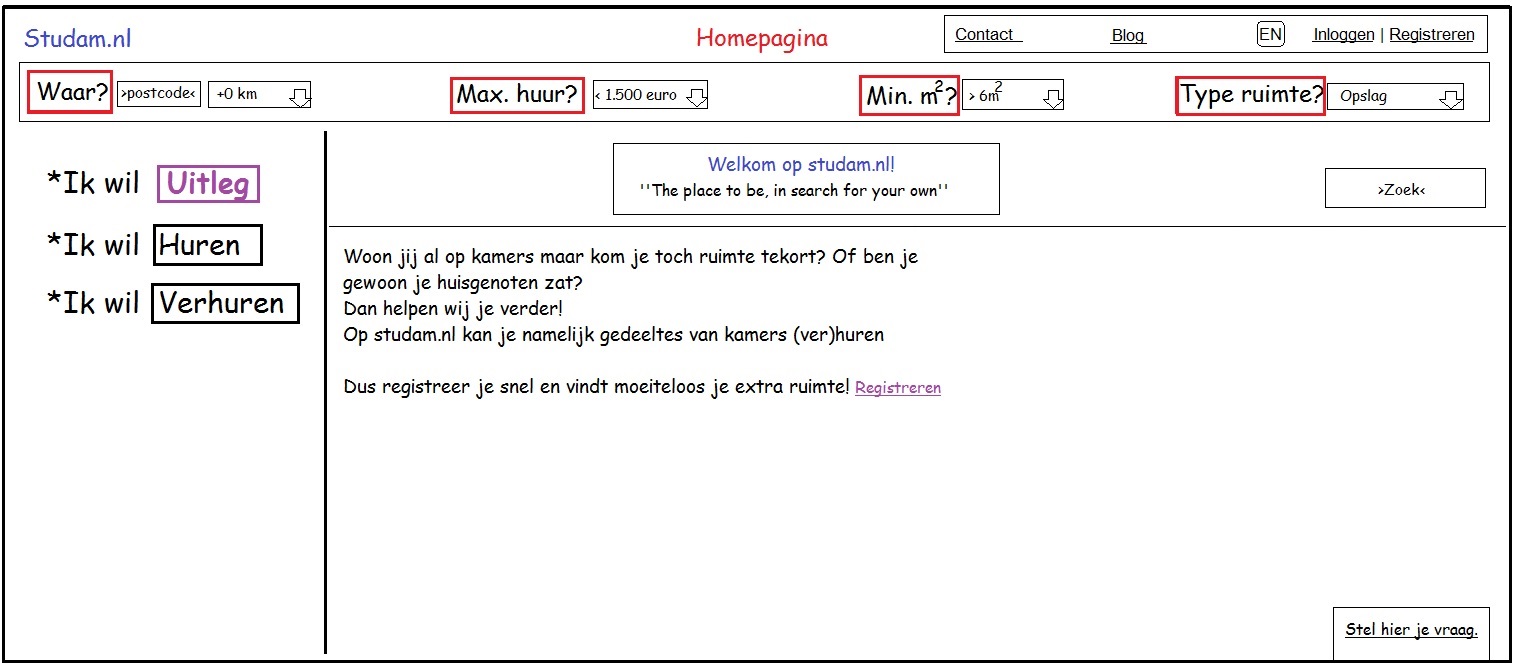 Studam.nl
Homepagina
Contact Blog EN Inloggen | Registreren
Waar? >postcode< +0 km Max. huur? < 1.500 euro Min. m²? > 6m² Type ruimte? Opslag
*Ik wil Uitleg
*Ik wil Huren
*Ik wil Verhuren
Welkom op studam.nl!
''The place to be, in search for your own''
>Zoek<
Woon jij al op kamers maar kom je toch ruimte tekort? Of ben je
gewoon je huisgenoten zat?
Dan helpen wij je verder!
Op studam.nl kan je namelijk gedeeltes van kamers (ver)huren
Dus registreer je snel en vindt moeiteloos je extra ruimte! Registreren
Stel hier je vraag.